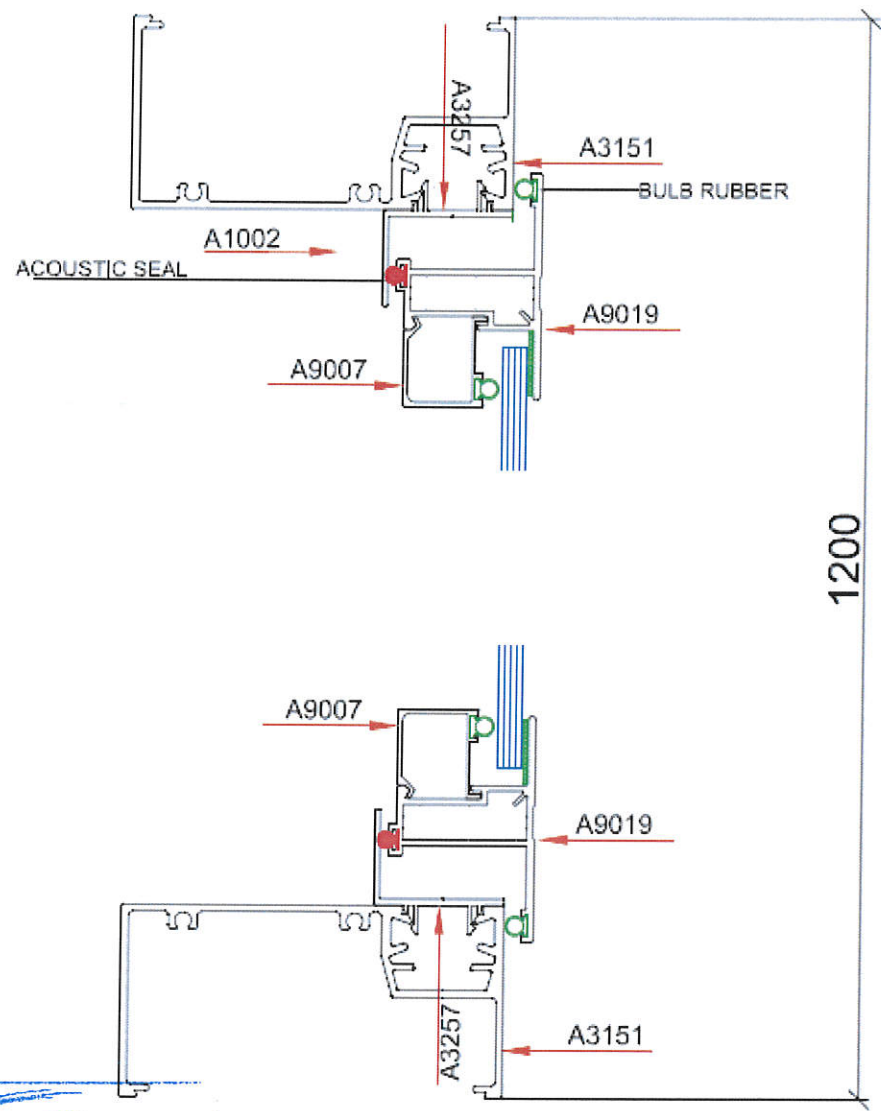 A3257
A3151
BULB RUBBER
A1002
ACOUSTIC SEAL
A9019
A9007
1200
A9007
A9019
A3257
A3151